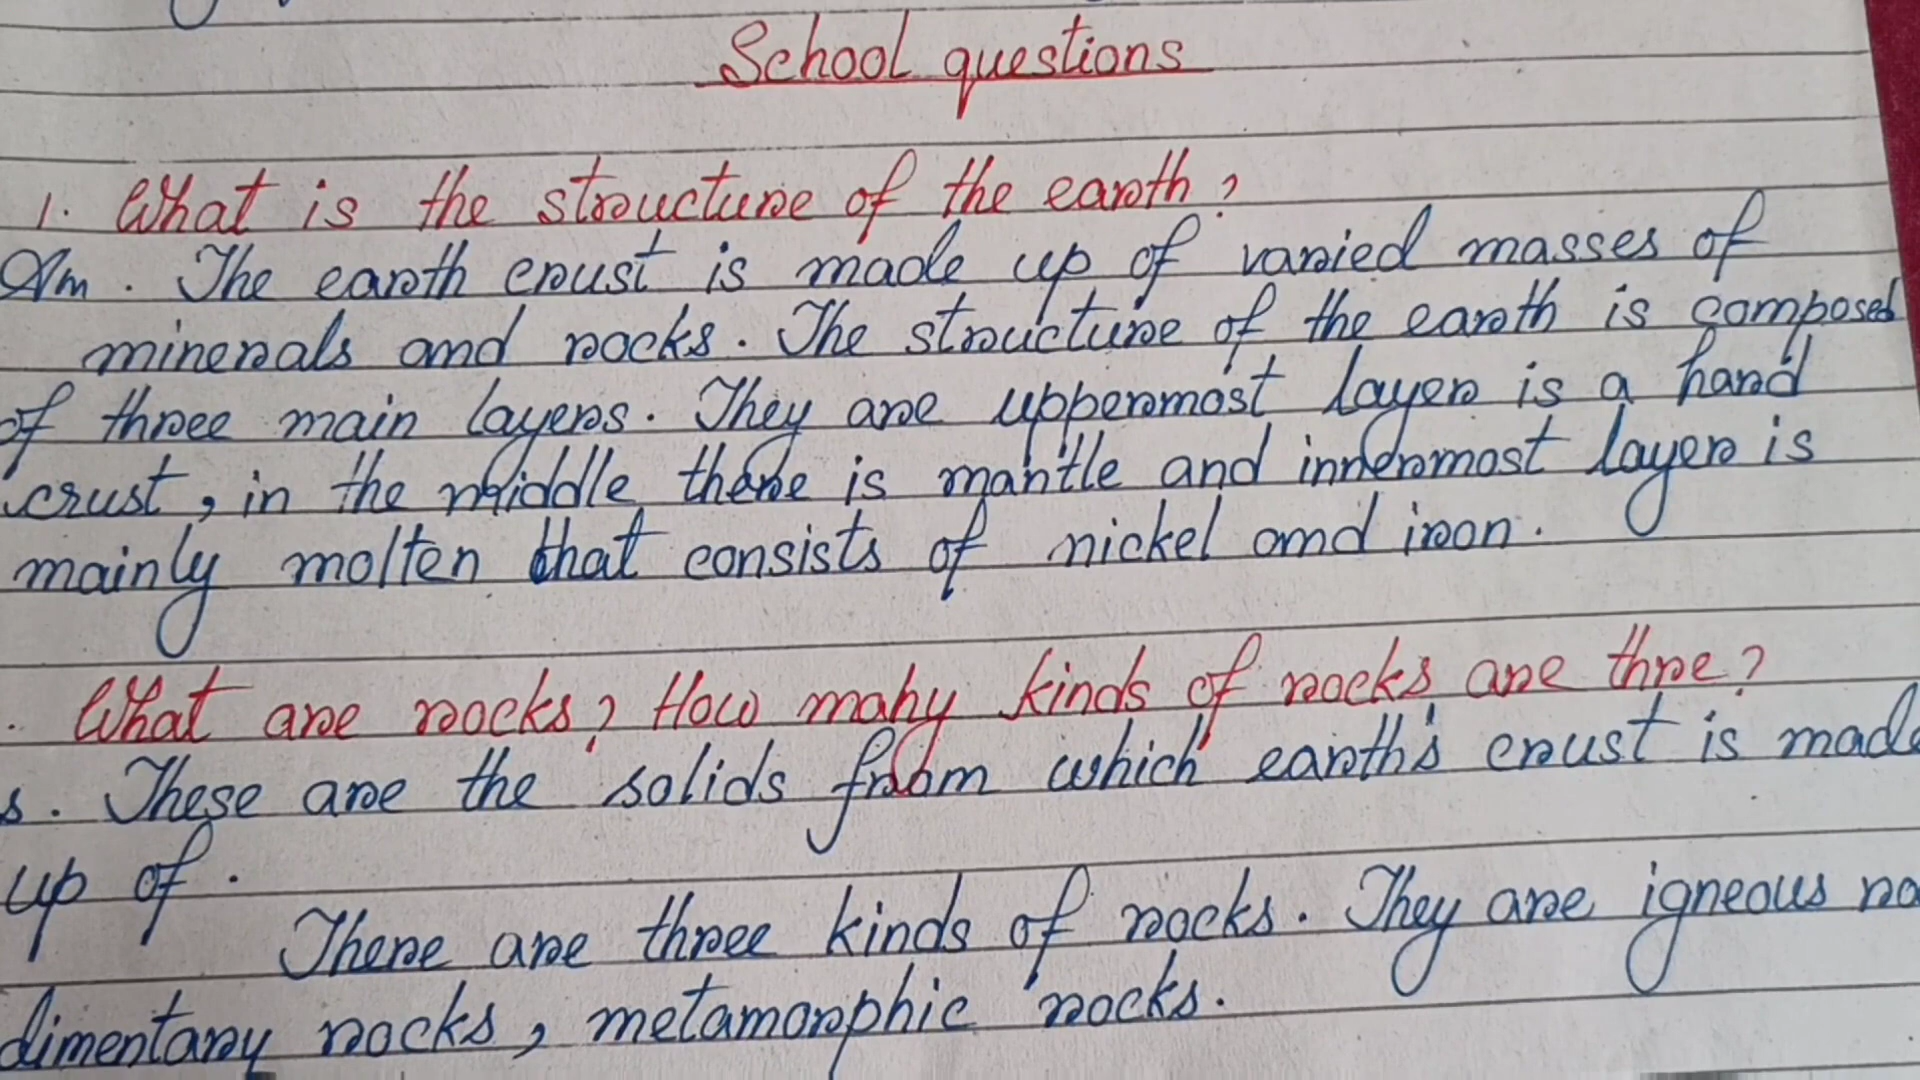 School questions
1. What is the structure of the earth?
Ans. The earth crust is made up of varied masses of
minerals and rocks. The structure of the earth is composed
of three main layers. They are uppermost layer is a hard
crust, in the middle there is mantle and innermost layer is
mainly molten that consists of nickel and iron.
. What are rocks? How many kinds of rocks are thre?
s. These are the solids from which earth's crust is made
up of.
There are three kinds of rocks. They are igneous ro
dimentary rocks, metamorphic rocks.